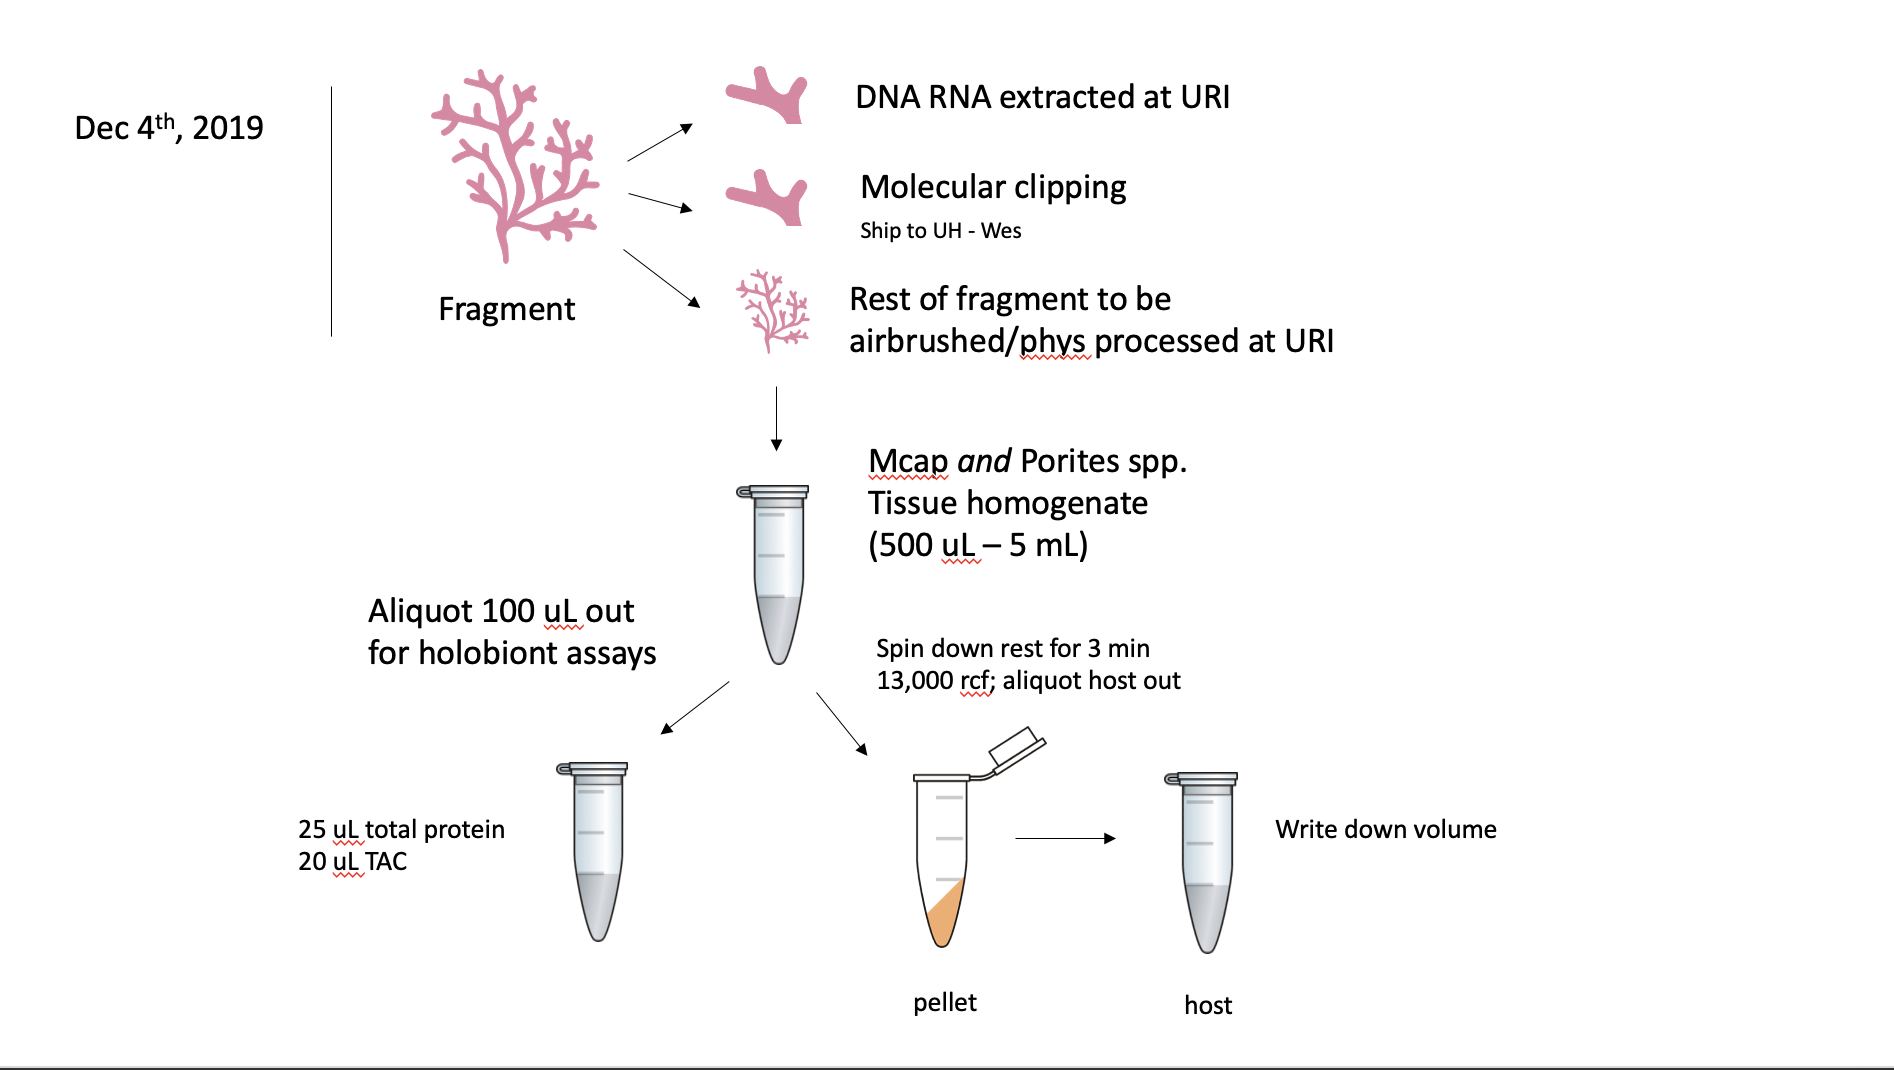 Dec 4th, 2019
Fragment
DNA RNA extracted at URI
Molecular clipping
Ship to UH - Wes
Rest of fragment to be
airbrushed/phys processed at URI
Mcap and Porites spp.
Tissue homogenate
(500 uL – 5 mL)
Aliquot 100 uL out
for holobiont assays
Spin down rest for 3 min
13,000 rcf; aliquot host out
25 uL total protein
20 uL TAC
Write down volume
pellet
host